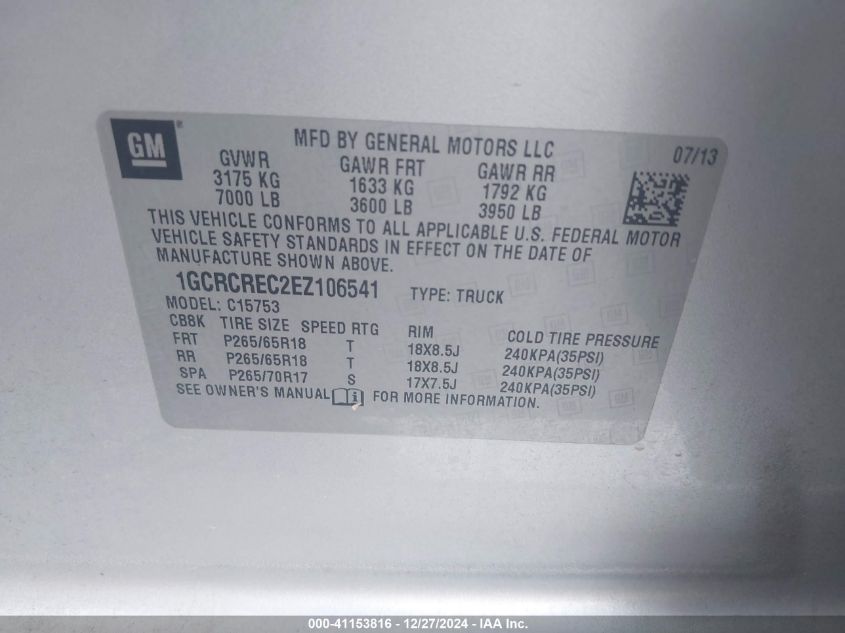 GM
MFD BY GENERAL MOTORS LLC 07/13
GVWR GAWR FRT GAWR RR
3175 KG 1633 KG 1792 KG
7000 LB 3600 LB 3950 LB
THIS VEHICLE CONFORMS TO ALL APPLICABLE U.S. FEDERAL MOTOR
VEHICLE SAFETY STANDARDS IN EFFECT ON THE DATE OF
MANUFACTURE SHOWN ABOVE.
1GCRCREC2EZ106541 TYPE: TRUCK
MODEL: C15753
CB8K TIRE SIZE SPEED RTG RIM COLD TIRE PRESSURE
FRT P265/65R18 T 18X8.5J 240KPA(35PSI)
RR P265/65R18 T 18X8.5J 240KPA(35PSI)
SPA P265/70R17 S 17X7.5J 240KPA(35PSI)
SEE OWNER'S MANUAL FOR MORE INFORMATION.
000-41153816 - 12/27/2024 - IAA Inc.